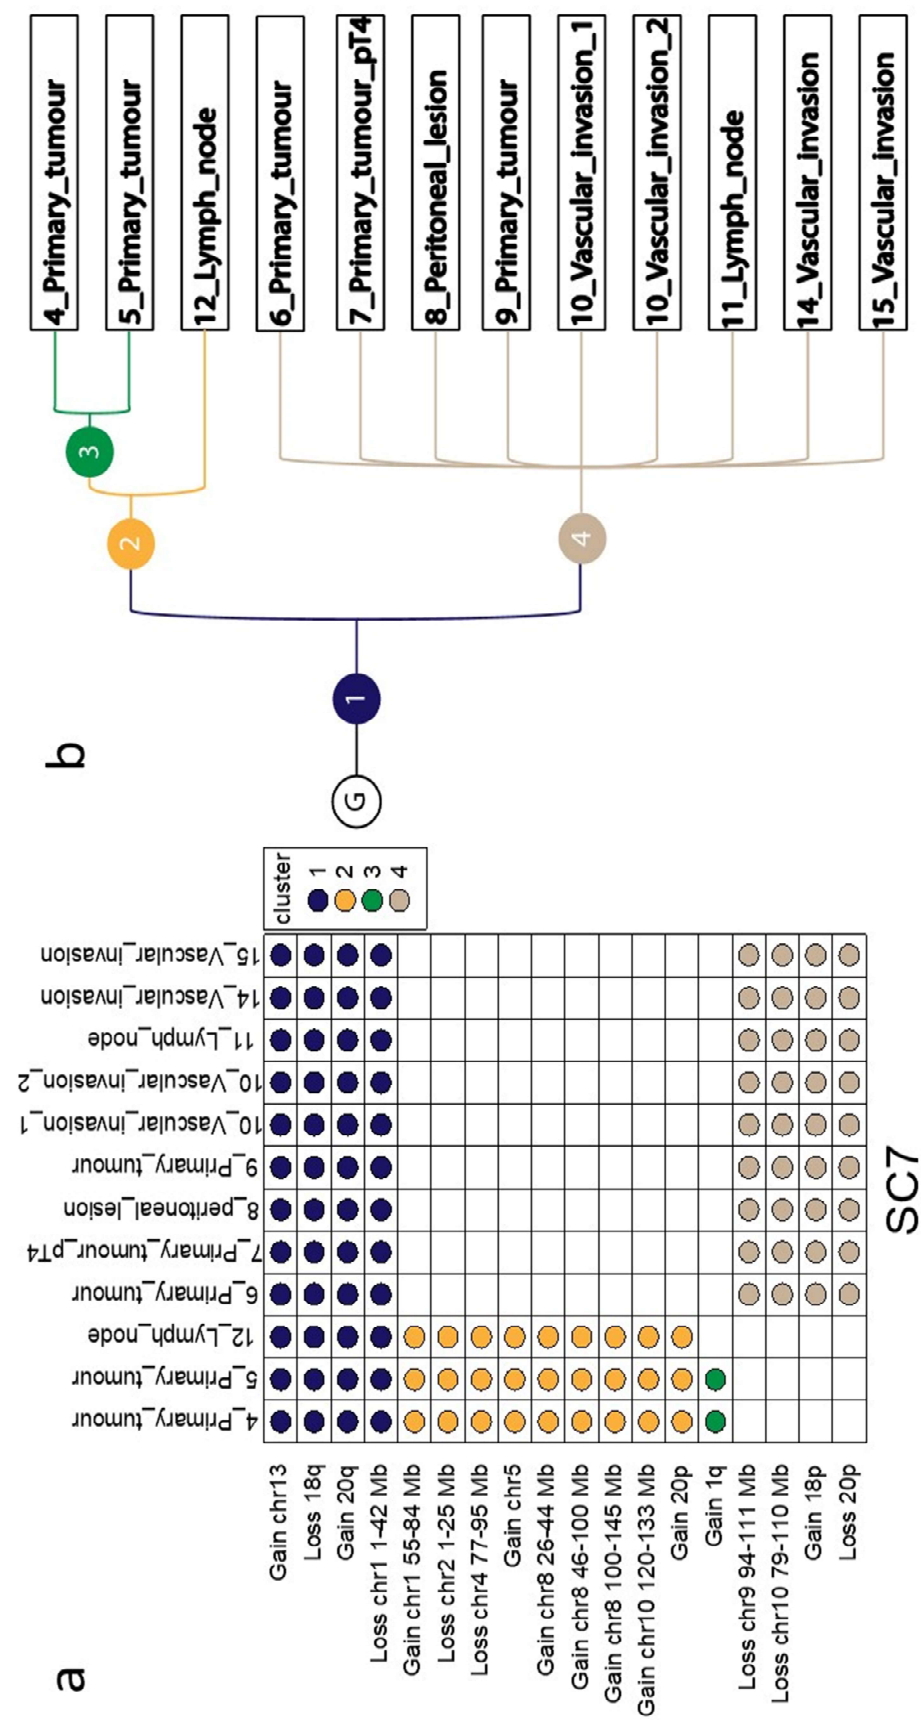 a
15_Vascular_invasion
14_Vascular_invasion
11_Lymph_node
10_Vascular_invasion_2
10_Vascular_invasion_1
9_Primary_tumour
8_peritoneal_lesion
7_Primary_tumour_pT4
6_Primary_tumour
12_Lymph_node
5_Primary_tumour
4_Primary_tumour
Gain chr13
Loss 18q
Gain 20q
Loss chr1 1-42 Mb
Gain chr1 55-84 Mb
Loss chr2 1-25 Mb
Loss chr4 77-95 Mb
Gain chr5
Gain chr8 26-44 Mb
Gain chr8 46-100 Mb
Gain chr8 100-145 Mb
Gain chr10 120-133 Mb
Gain 20p
Gain 1q
Loss chr9 94-111 Mb
Loss chr10 79-110 Mb
Gain 18p
Loss 20p
cluster
1
2
3
4
SC7
b
G
1
2
3
4
4_Primary_tumour
5_Primary_tumour
12_Lymph_node
6_Primary_tumour
7_Primary_tumour_pT4
8_Peritoneal_lesion
9_Primary_tumour
10_Vascular_invasion_1
10_Vascular_invasion_2
11_Lymph_node
14_Vascular_invasion
15_Vascular_invasion